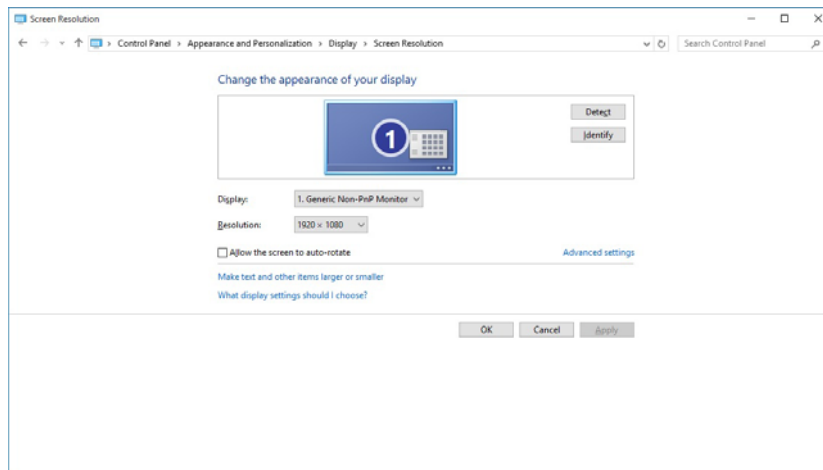 Screen Resolution
Control Panel > Appearance and Personalization > Display > Screen Resolution
Search Control Panel
Change the appearance of your display
1
Detect
Identify
Display: 1. Generic Non-PnP Monitor
Resolution: 1920 × 1080
Allow the screen to auto-rotate
Advanced settings
Make text and other items larger or smaller
What display settings should I choose?
OK Cancel Apply